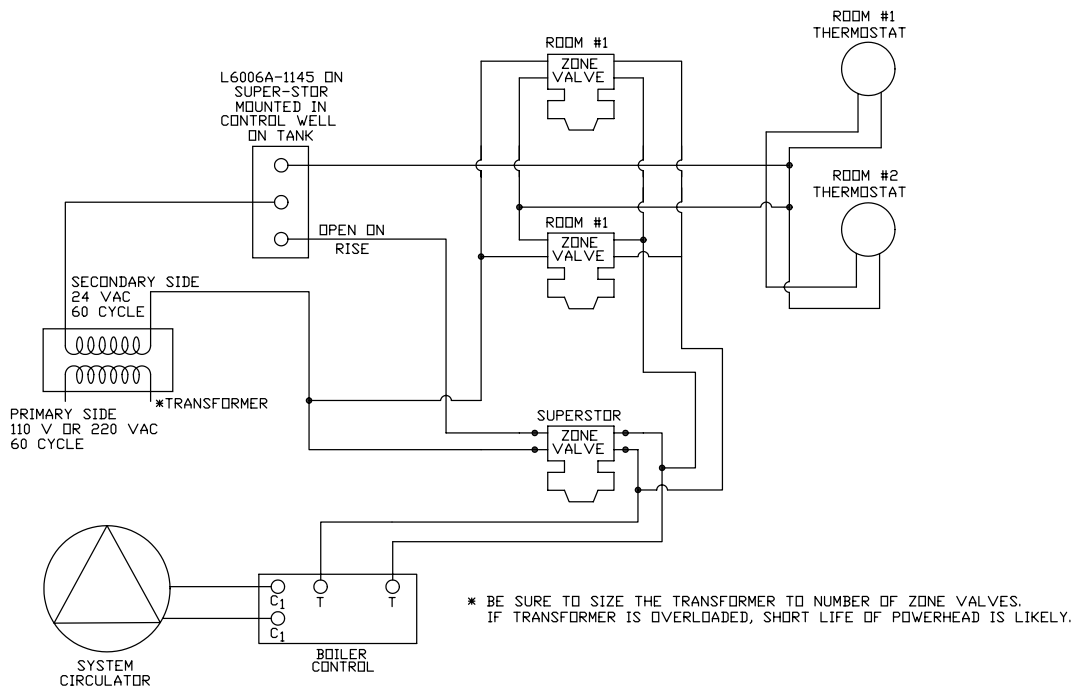 ROOM #1
THERMOSTAT
ROOM #1
ZONE
VALVE
L6006A-1145 ON
SUPER-STOR
MOUNTED IN
CONTROL WELL
ON TANK
ROOM #2
THERMOSTAT
ROOM #1
ZONE
VALVE
OPEN ON
RISE
SECONDARY SIDE
24 VAC
60 CYCLE
*TRANSFORMER
PRIMARY SIDE
110 V OR 220 VAC
60 CYCLE
SUPERSTOR
ZONE
VALVE
C1
T
T
C1
BOILER
CONTROL
SYSTEM
CIRCULATOR
* BE SURE TO SIZE THE TRANSFORMER TO NUMBER OF ZONE VALVES.
IF TRANSFORMER IS OVERLOADED, SHORT LIFE OF POWERHEAD IS LIKELY.